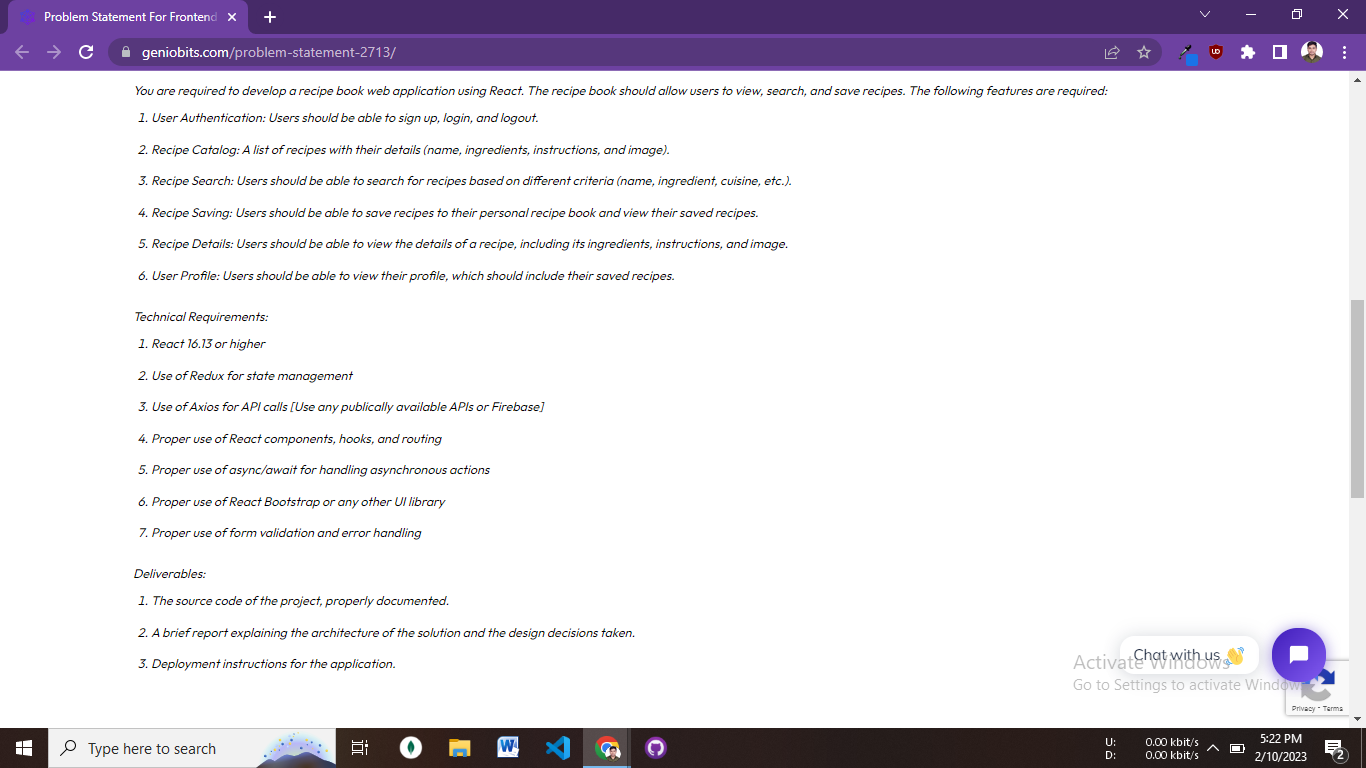 Problem Statement For Frontend
geniobits.com/problem-statement-2713/
You are required to develop a recipe book web application using React. The recipe book should allow users to view, search, and save recipes. The following features are required:
1. User Authentication: Users should be able to sign up, login, and logout.
2. Recipe Catalog: A list of recipes with their details (name, ingredients, instructions, and image).
3. Recipe Search: Users should be able to search for recipes based on different criteria (name, ingredient, cuisine, etc.).
4. Recipe Saving: Users should be able to save recipes to their personal recipe book and view their saved recipes.
5. Recipe Details: Users should be able to view the details of a recipe, including its ingredients, instructions, and image.
6. User Profile: Users should be able to view their profile, which should include their saved recipes.
Technical Requirements:
1. React 16.13 or higher
2. Use of Redux for state management
3. Use of Axios for API calls [Use any publically available APIs or Firebase]
4. Proper use of React components, hooks, and routing
5. Proper use of async/await for handling asynchronous actions
6. Proper use of React Bootstrap or any other UI library
7. Proper use of form validation and error handling
Deliverables:
1. The source code of the project, properly documented.
2. A brief report explaining the architecture of the solution and the design decisions taken.
3. Deployment instructions for the application.
Chat with us 👋
Activate Windows
Go to Settings to activate Windows
Privacy - Terms
Type here to search
U: 0.00 kbit/s
D: 0.00 kbit/s
5:22 PM
2/10/2023
2